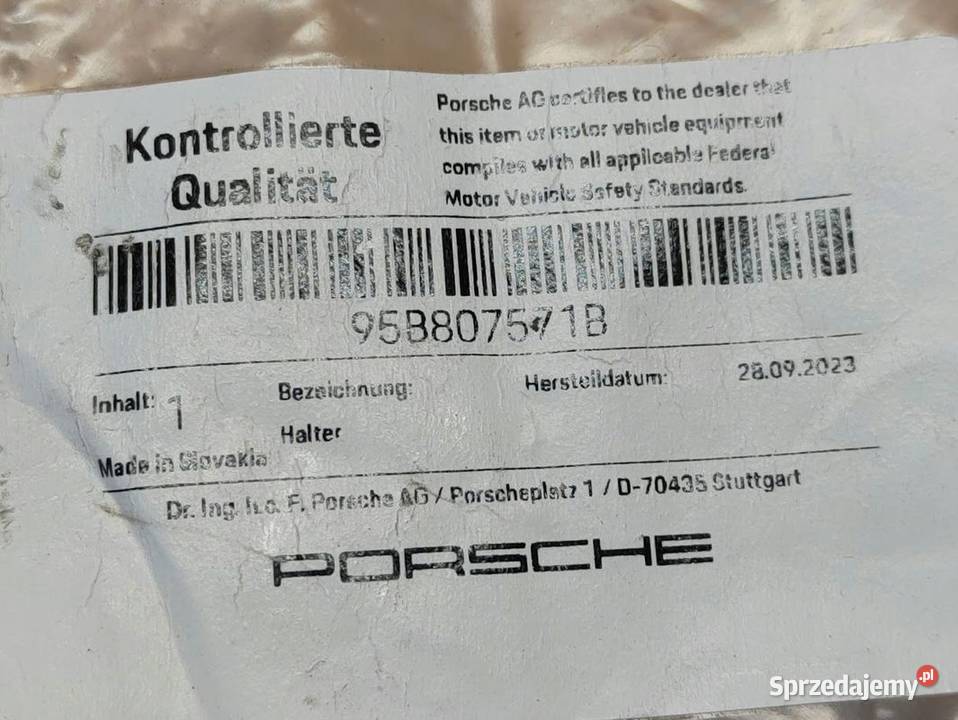 Kontrollierte
Qualität
Porsche AG certifies to the dealer that
this item of motor vehicle equipment
complies with all applicable Federal
Motor Vehicle Safety Standards.
95B807571B
Inhalt: 1
Bezeichnung:
Halter
Herstelldatum: 28.09.2023
Made in Slovakia
Dr. Ing. h.c. F. Porsche AG / Porscheplatz 1 / D-70435 Stuttgart
PORSCHE
Sprzedajemy.pl